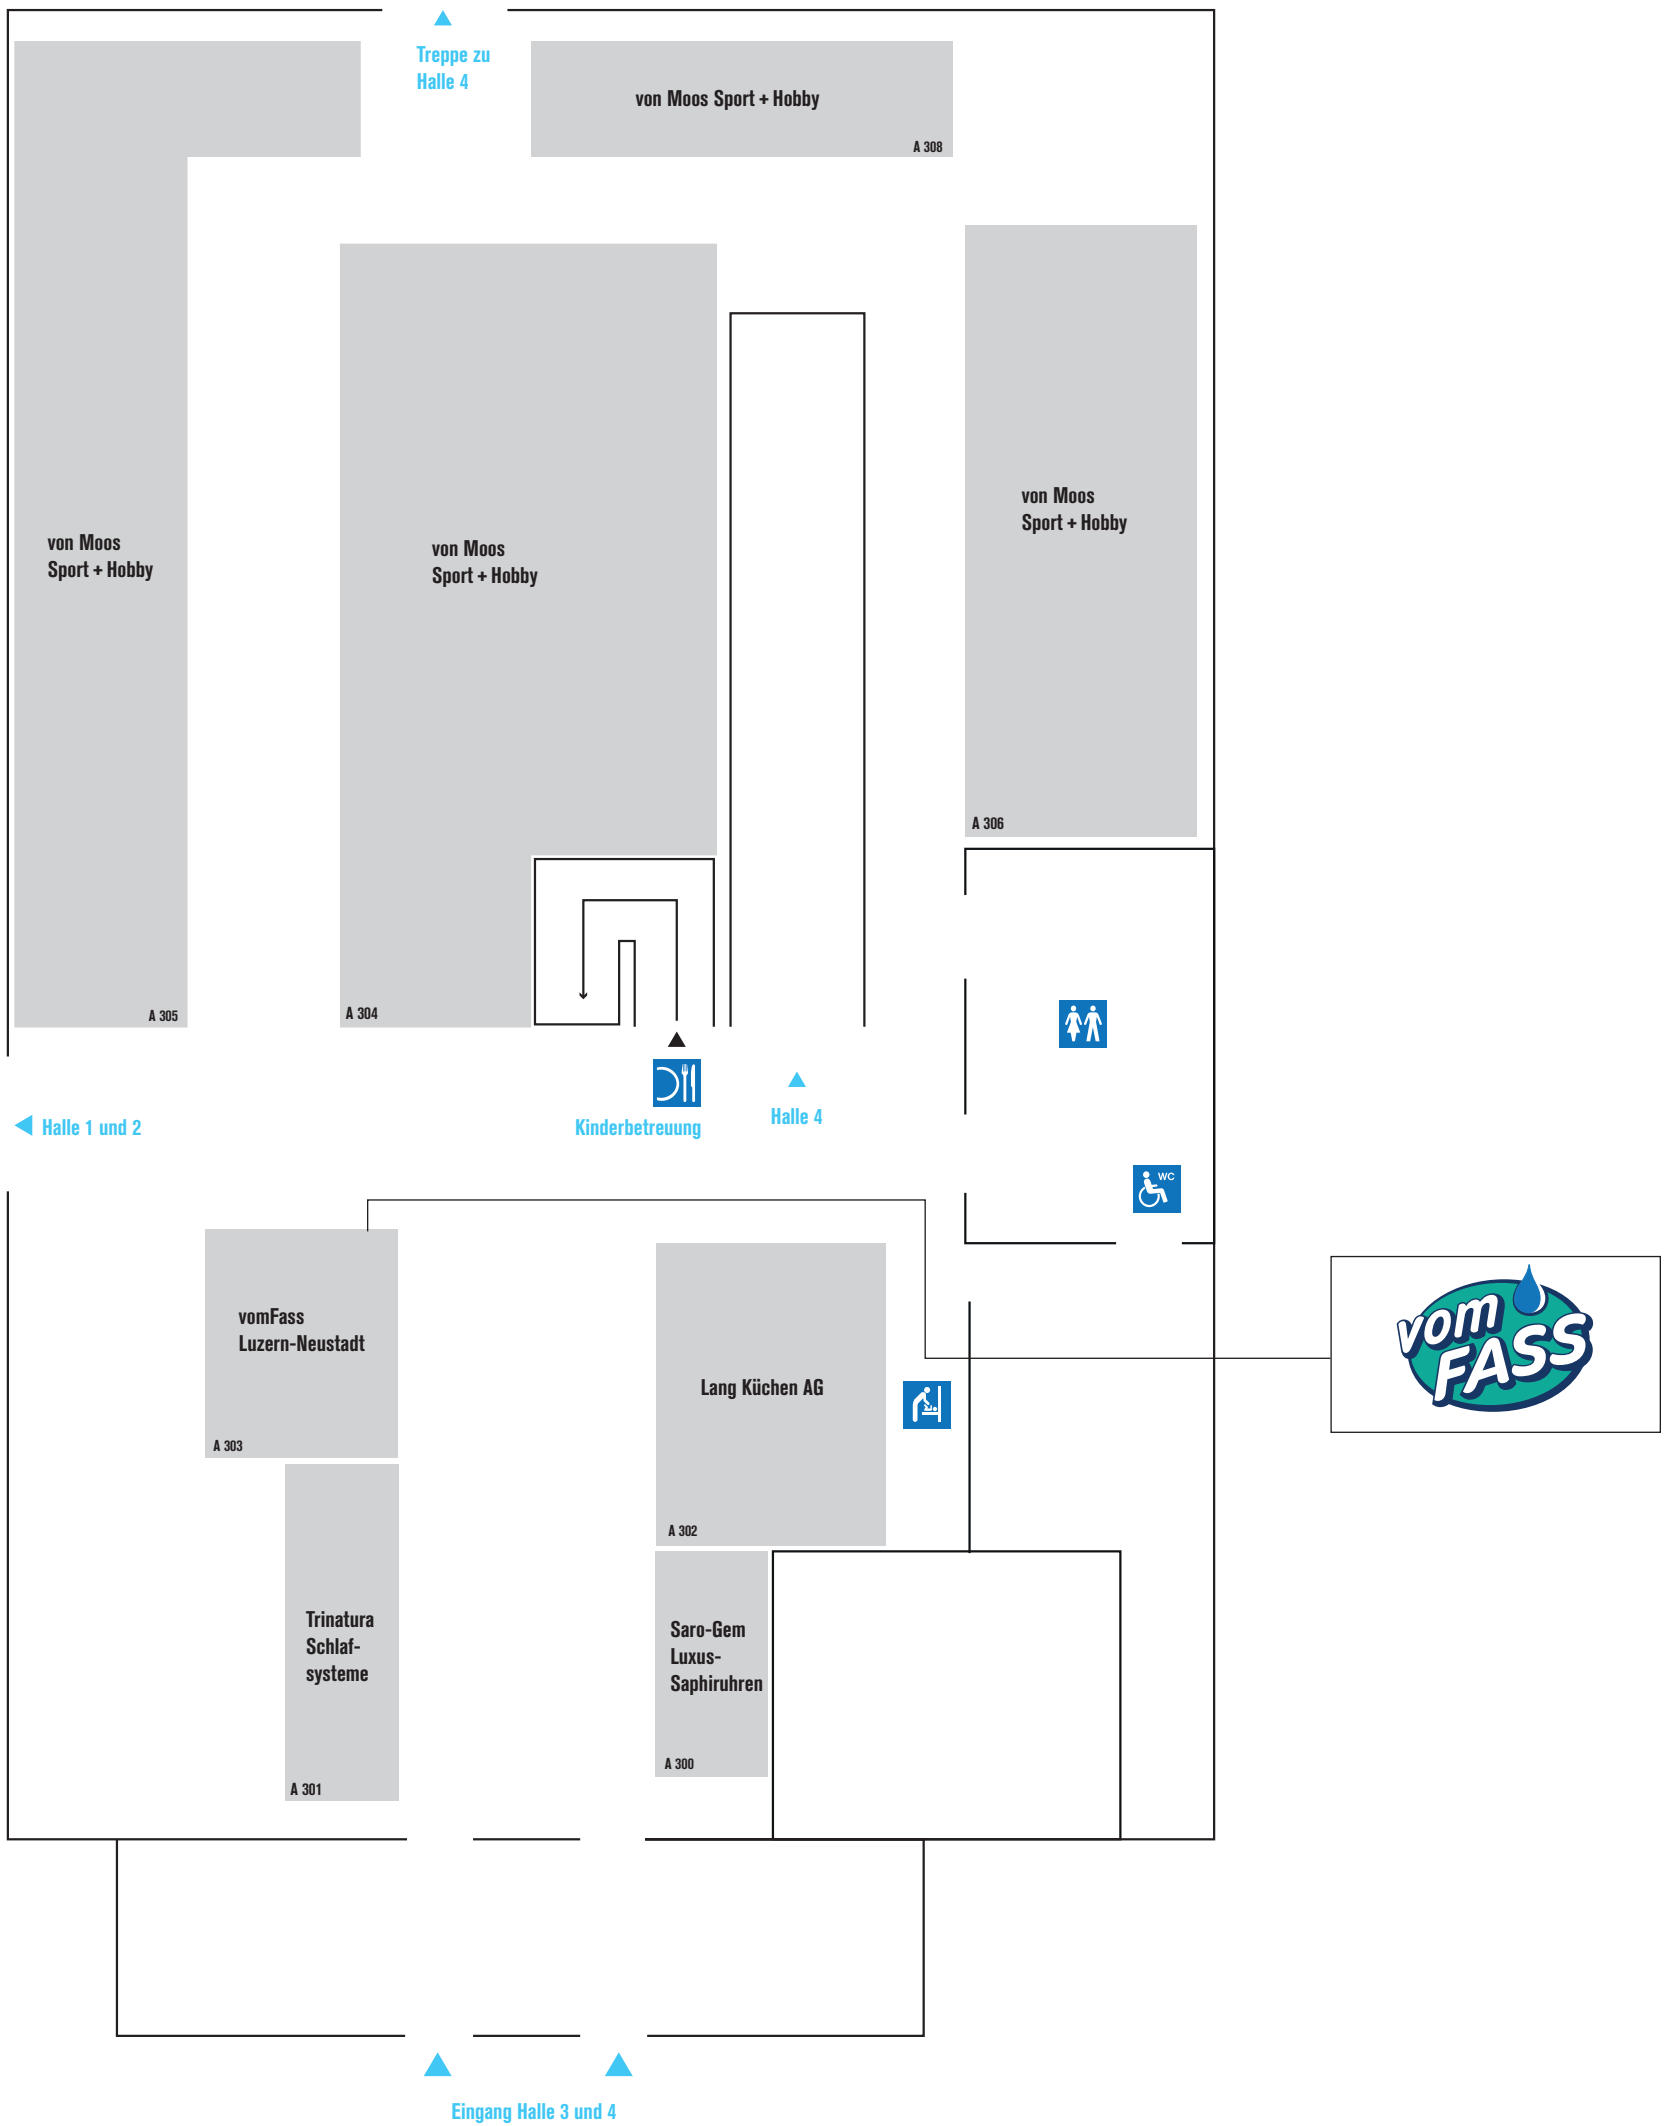 Treppe zu
Halle 4
von Moos Sport + Hobby
A 308
von Moos
Sport + Hobby
A 305
von Moos
Sport + Hobby
A 304
von Moos
Sport + Hobby
A 306
Halle 1 und 2
Kinderbetreuung
Halle 4
WC
vomFass
Luzern-Neustadt
A 303
Lang Küchen AG
A 302
vom
FASS
Trinatura
Schlaf-
systeme
A 301
Saro-Gem
Luxus-
Saphiruhren
A 300
Eingang Halle 3 und 4